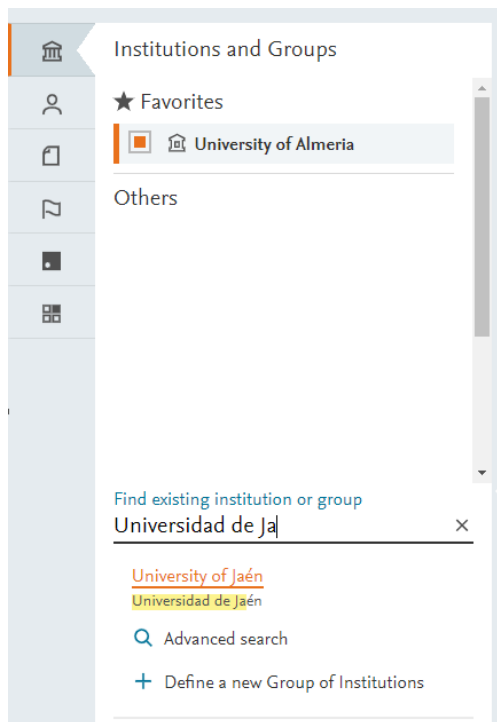 Institutions and Groups
Favorites
University of Almeria
Others
Find existing institution or group
Universidad de Ja
University of Jaén
Universidad de Jaén
Advanced search
Define a new Group of Institutions